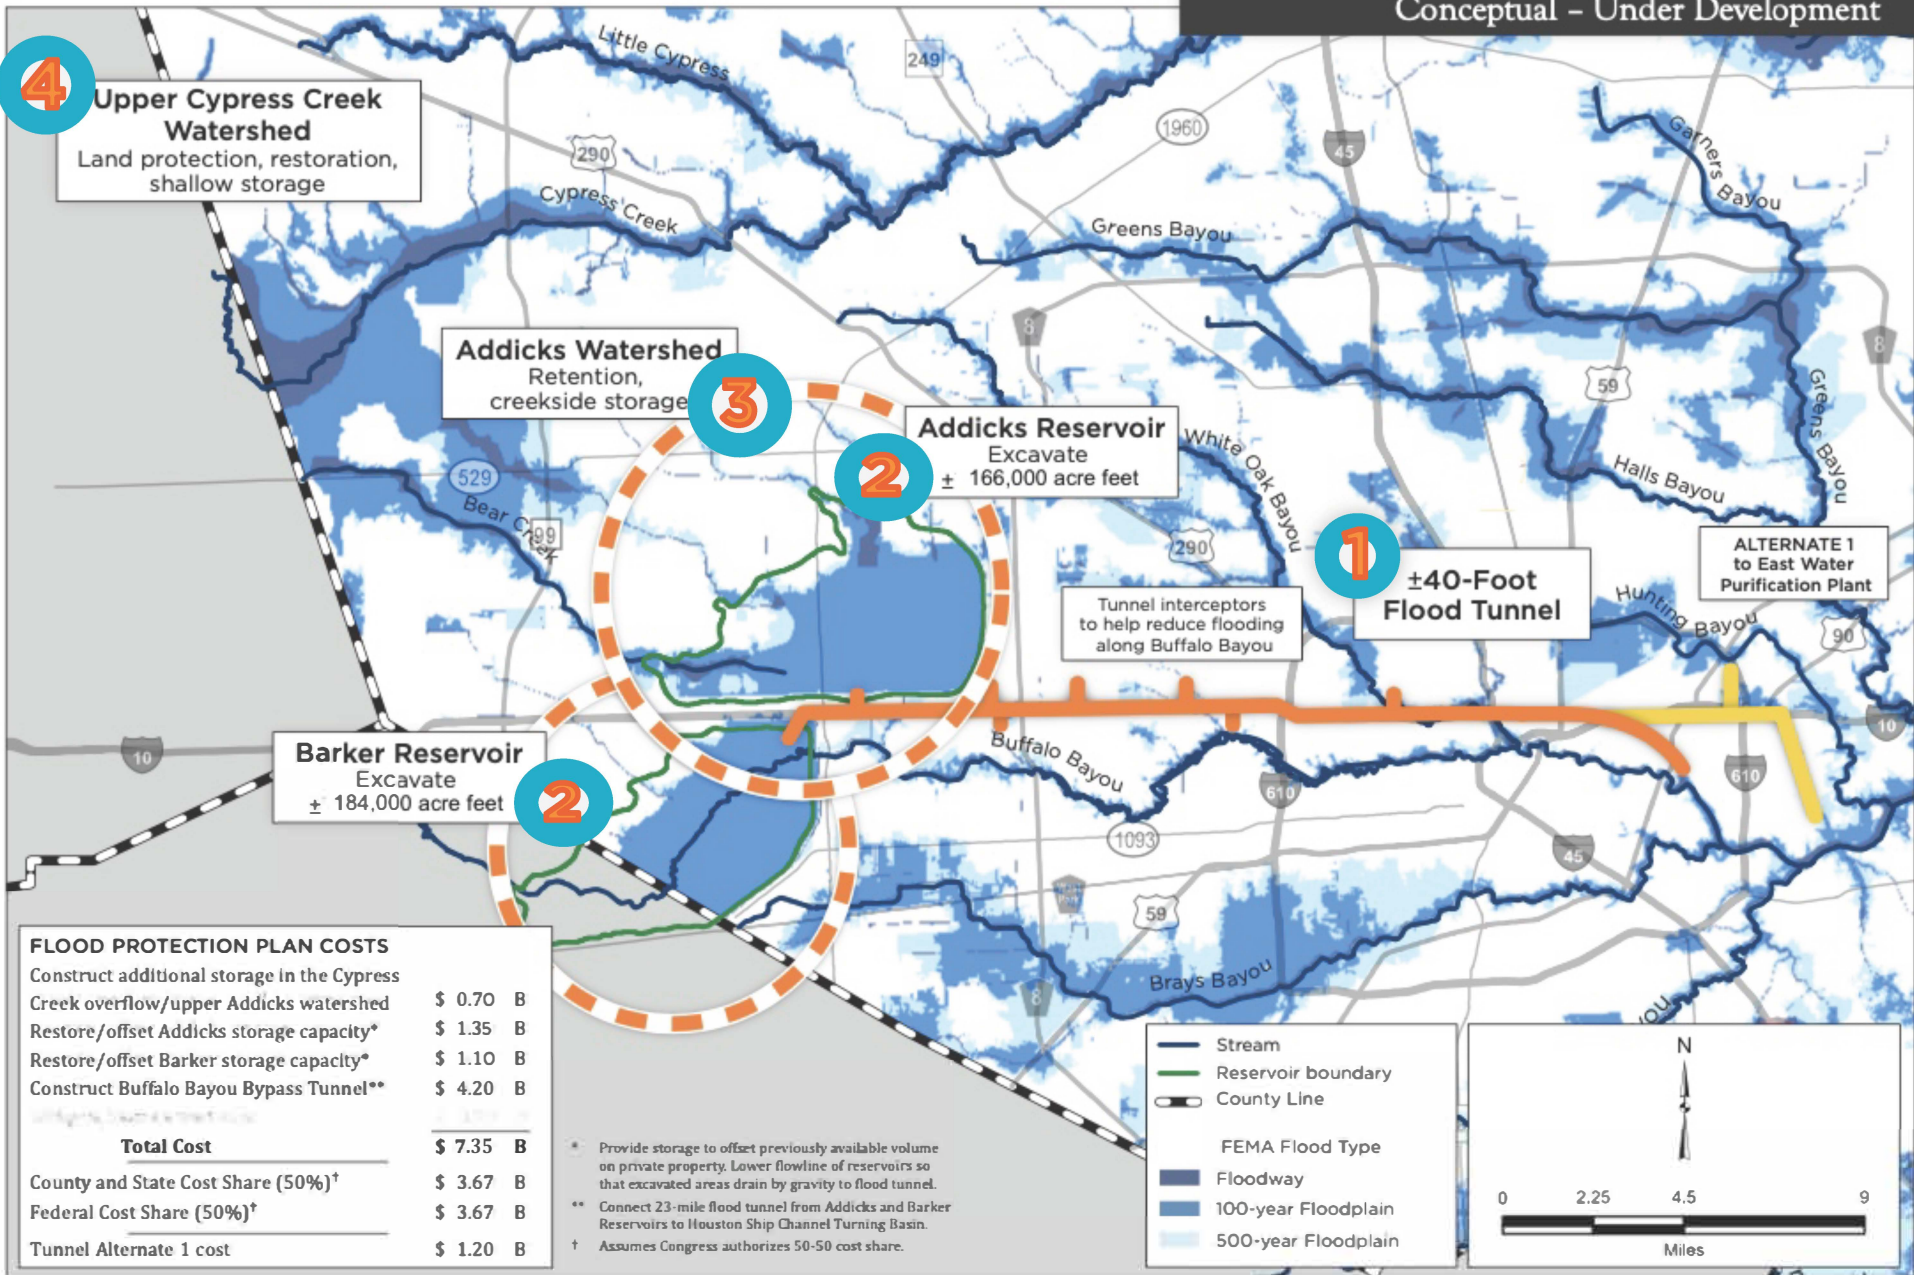 Conceptual – Under Development
4
Upper Cypress Creek
Watershed
Land protection, restoration,
shallow storage
Little Cypress
249
290
1960
45
Garners Bayou
Cypress Creek
Greens Bayou
8
8
59
Greens Bayou
Addicks Watershed
Retention,
creekside storage
3
Addicks Reservoir
Excavate
± 166,000 acre feet
2
White Oak Bayou
Halls Bayou
529
Bear Creek
99
290
1
±40-Foot
Flood Tunnel
ALTERNATE 1
to East Water
Purification Plant
Tunnel interceptors
to help reduce flooding
along Buffalo Bayou
Hunting Bayou
90
10
10
Barker Reservoir
Excavate
± 184,000 acre feet
2
Buffalo Bayou
610
610
1093
45
59
8
Brays Bayou
you
FLOOD PROTECTION PLAN COSTS
Construct additional storage in the Cypress
Creek overflow/upper Addicks watershed $ 0.70 B
Restore/offset Addicks storage capacity* $ 1.35 B
Restore/offset Barker storage capacity* $ 1.10 B
Construct Buffalo Bayou Bypass Tunnel** $ 4.20 B
Total Cost $ 7.35 B
County and State Cost Share (50%)† $ 3.67 B
Federal Cost Share (50%)† $ 3.67 B
Tunnel Alternate 1 cost $ 1.20 B
* Provide storage to offset previously available volume
on private property. Lower flowline of reservoirs so
that excavated areas drain by gravity to flood tunnel.
** Connect 23-mile flood tunnel from Addicks and Barker
Reservoirs to Houston Ship Channel Turning Basin.
† Assumes Congress authorizes 50-50 cost share.
Stream
Reservoir boundary
County Line
FEMA Flood Type
Floodway
100-year Floodplain
500-year Floodplain
N
0 2.25 4.5 9
Miles